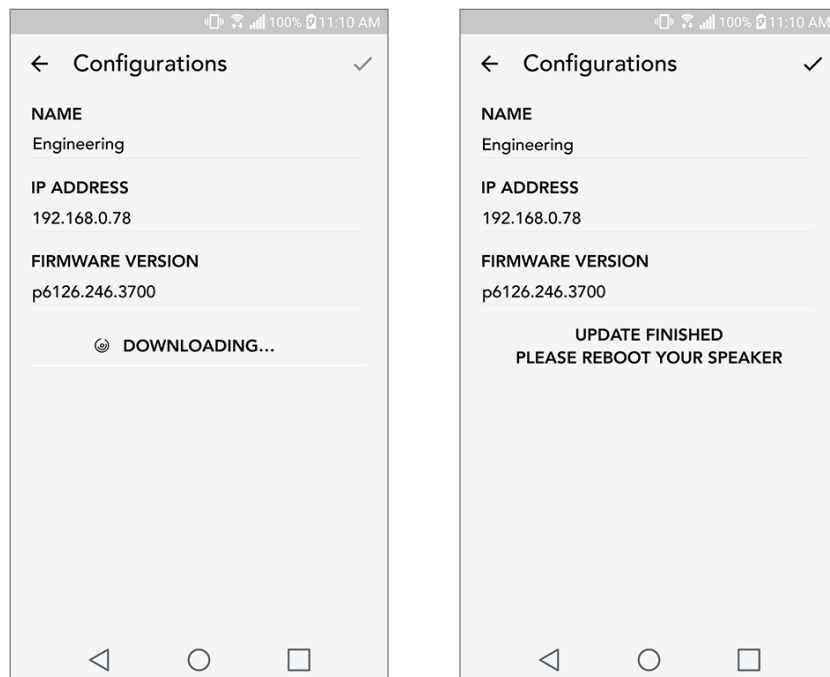 100% 11:10 AM
Configurations
NAME
Engineering
IP ADDRESS
192.168.0.78
FIRMWARE VERSION
p6126.246.3700
DOWNLOADING...
100% 11:10 AM
Configurations
NAME
Engineering
IP ADDRESS
192.168.0.78
FIRMWARE VERSION
p6126.246.3700
UPDATE FINISHED
PLEASE REBOOT YOUR SPEAKER